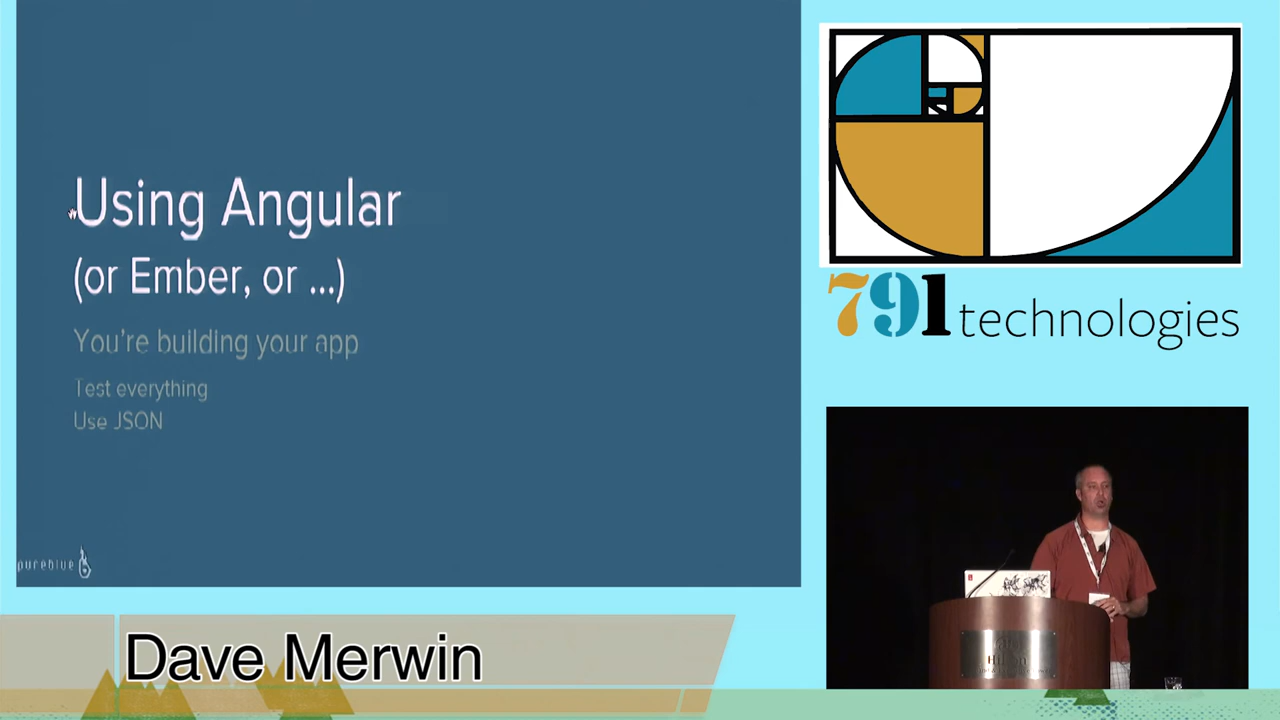 Using Angular
(or Ember, or ...)
You're building your app
Test everything
Use JSON
pureblue
791 technologies
Hilton
Dave Merwin